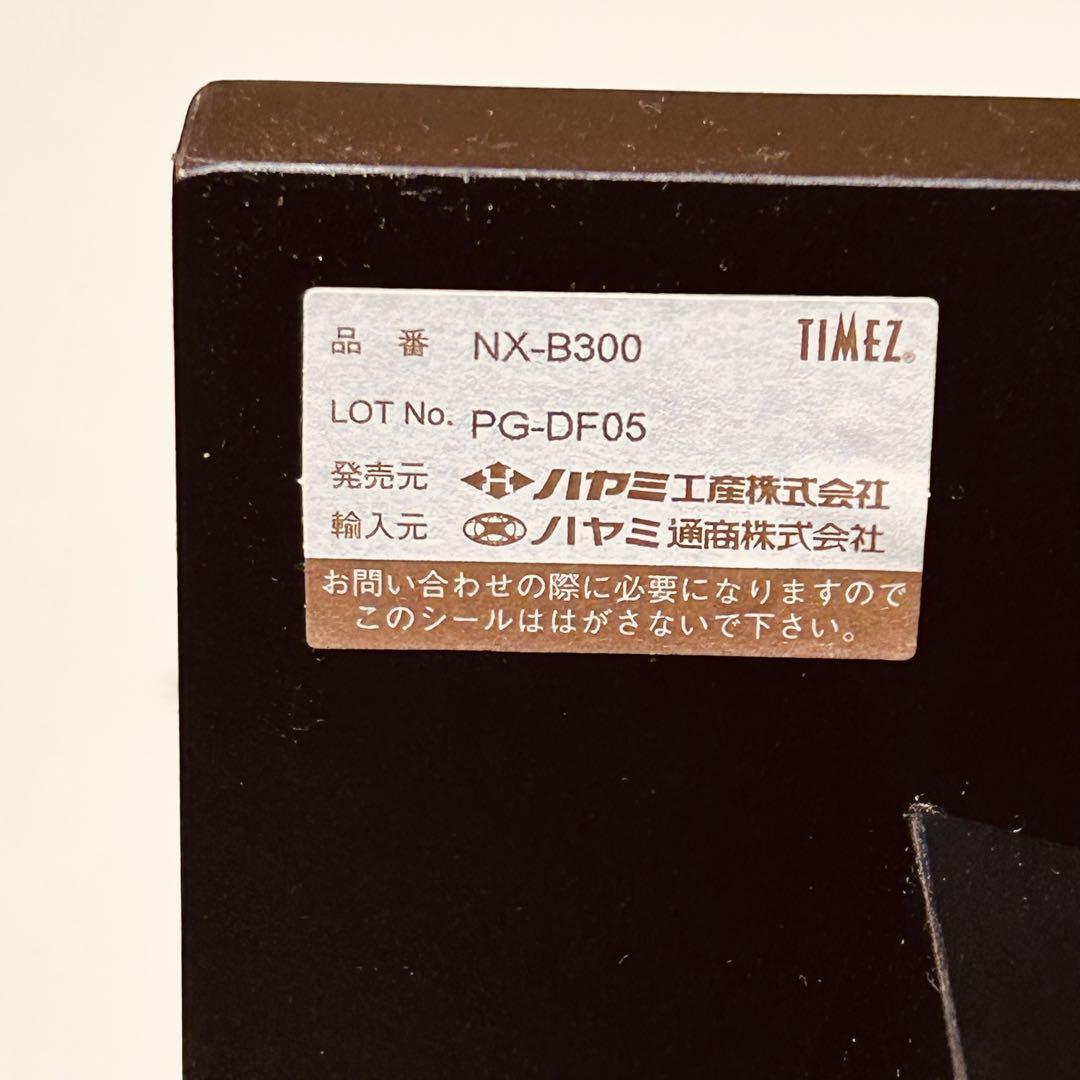 品 番 NX-B300 TIMEZ®
LOT No. PG-DF05
発売元 H ハヤミ工産株式会社
輸入元 ハヤミ通商株式会社
お問い合わせの際に必要になりますので
このシールははがさないで下さい。